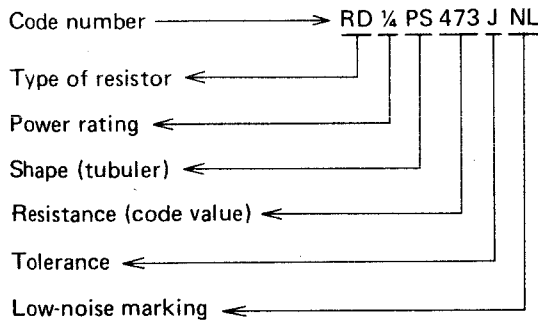 Code number RD ¼ PS 473 J NL
Type of resistor
Power rating
Shape (tubuler)
Resistance (code value)
Tolerance
Low-noise marking